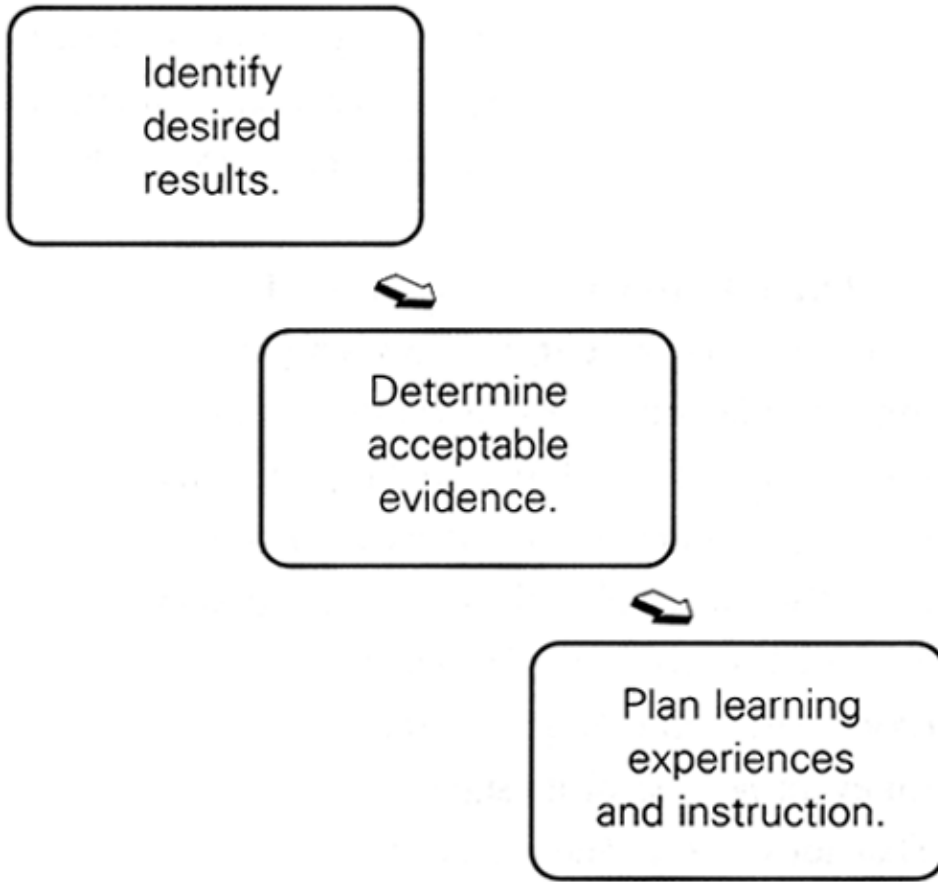 Identify
desired
results.
Determine
acceptable
evidence.
Plan learning
experiences
and instruction.